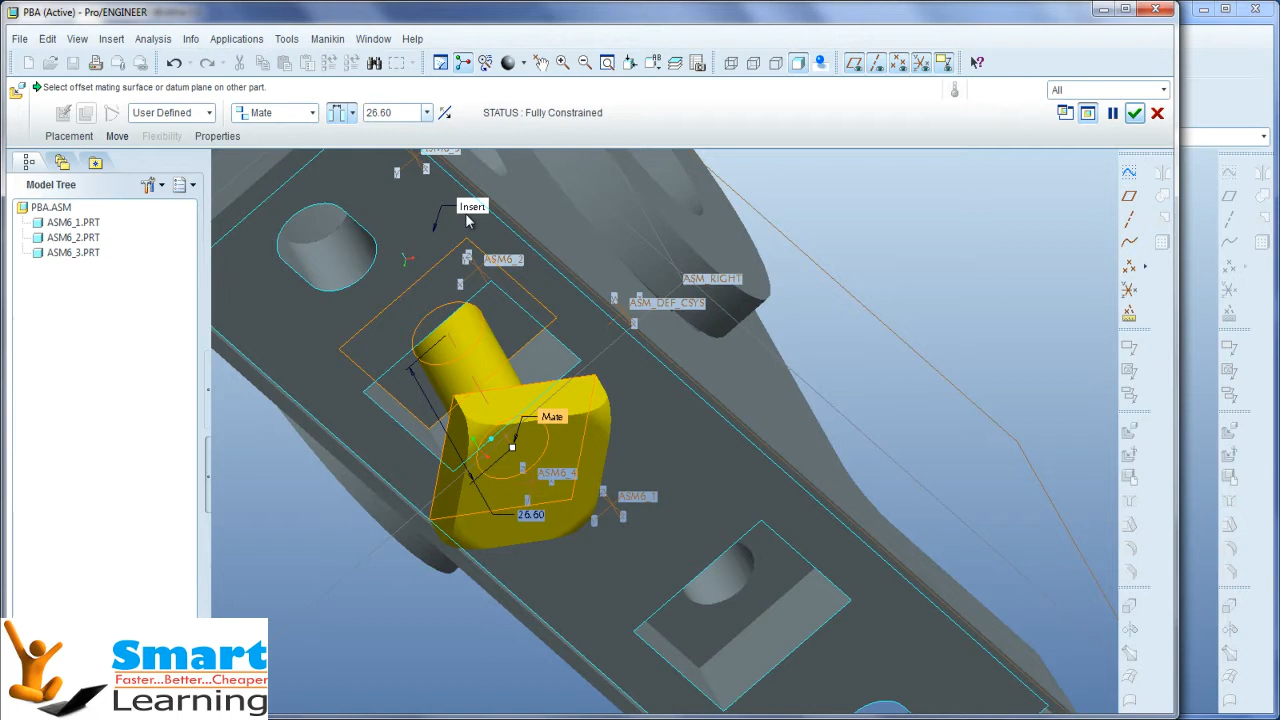 PBA (Active) - Pro/ENGINEER
File Edit View Insert Analysis Info Applications Tools Manikin Window Help
Select offset mating surface or datum plane on other part.
All
User Defined Mate 26.60 STATUS : Fully Constrained
Placement Move Flexibility Properties
Model Tree
PBA.ASM
ASM6_1.PRT
ASM6_2.PRT
ASM6_3.PRT
Insert
ASM6_2
ASM_RIGHT
ASM_DEF_CSYS
Mate
ASM6_4
ASM6_1
26.60
Smart
Faster...Better...Cheaper
Learning